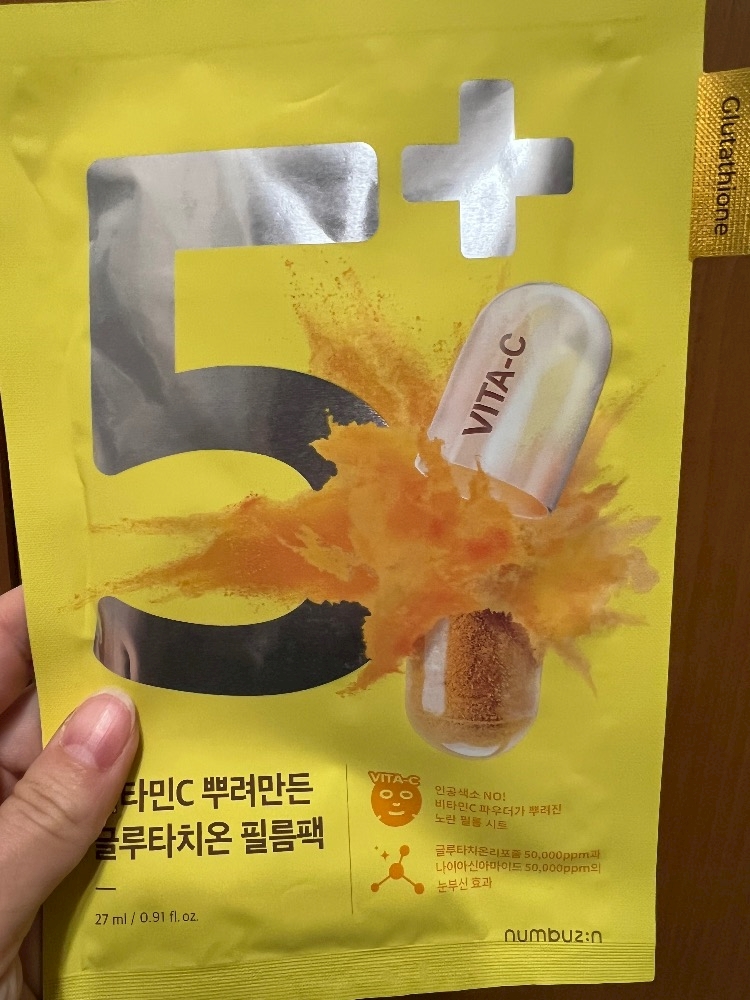 5+
Glutathione
VITA-C
타민C 뿌려만든
글루타치온 필름팩
27 ml / 0.91 fl. oz.
VITA-C
인공색소 NO!
비타민C 파우더가 뿌려진
노란 필름 시트
글루타치온리포좀 50,000ppm과
나이아신아마이드 50,000ppm의
눈부신 효과
numbuz:n